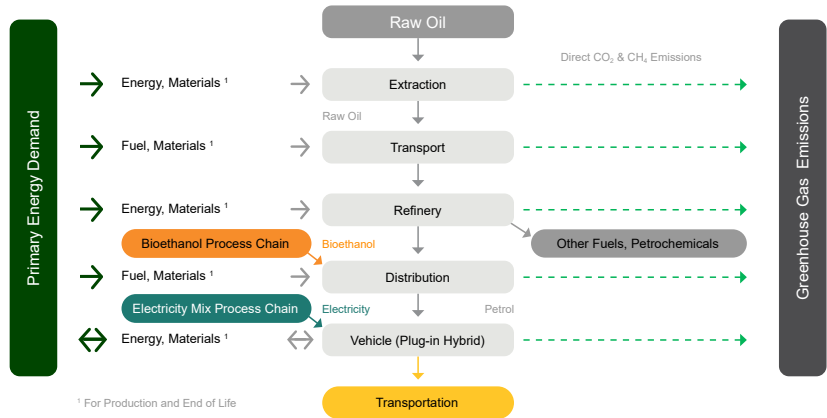 Raw Oil
Primary Energy Demand
Greenhouse Gas Emissions
Direct CO₂ & CH₄ Emissions
Energy, Materials ¹
Extraction
Raw Oil
Fuel, Materials ¹
Transport
Energy, Materials ¹
Refinery
Bioethanol Process Chain
Bioethanol
Other Fuels, Petrochemicals
Fuel, Materials ¹
Distribution
Electricity Mix Process Chain
Electricity
Petrol
Energy, Materials ¹
Vehicle (Plug-in Hybrid)
¹ For Production and End of Life
Transportation